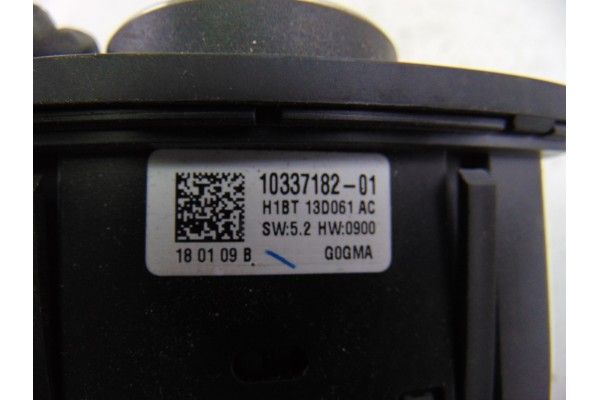 10337182-01
H1BT 13D061 AC
SW:5.2 HW:0900
18 01 09 B G0GMA